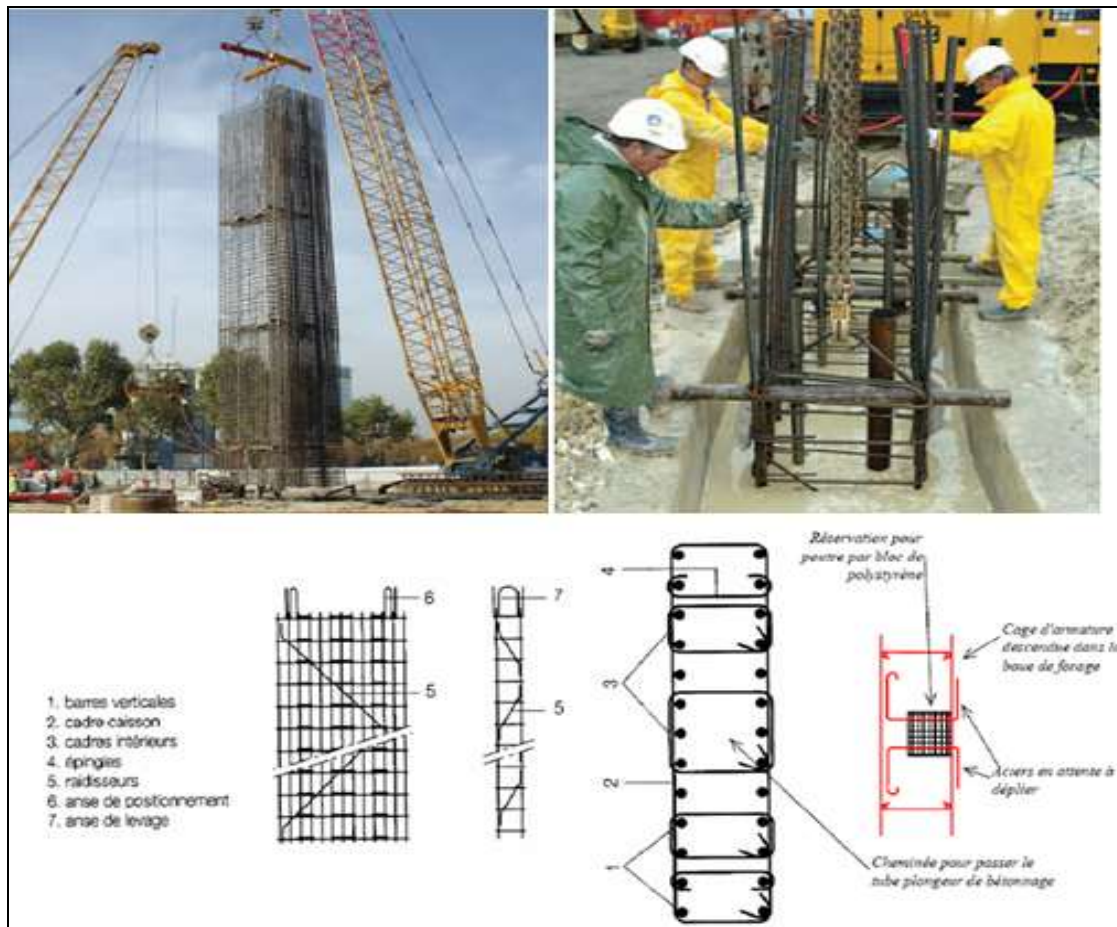 6
7
5
5
1. barres verticales
2. cadre caisson
3. cadres intérieurs
4. épingles
5. raidisseurs
6. anse de positionnement
7. anse de levage
4
3
2
1
Réservation pour
poutre par bloc de
polystyrène
Cage d'armature
descendue dans la
boue de forage
Aciers en attente à
déplier
Cheminée pour passer le
tube plongeur de bétonnage